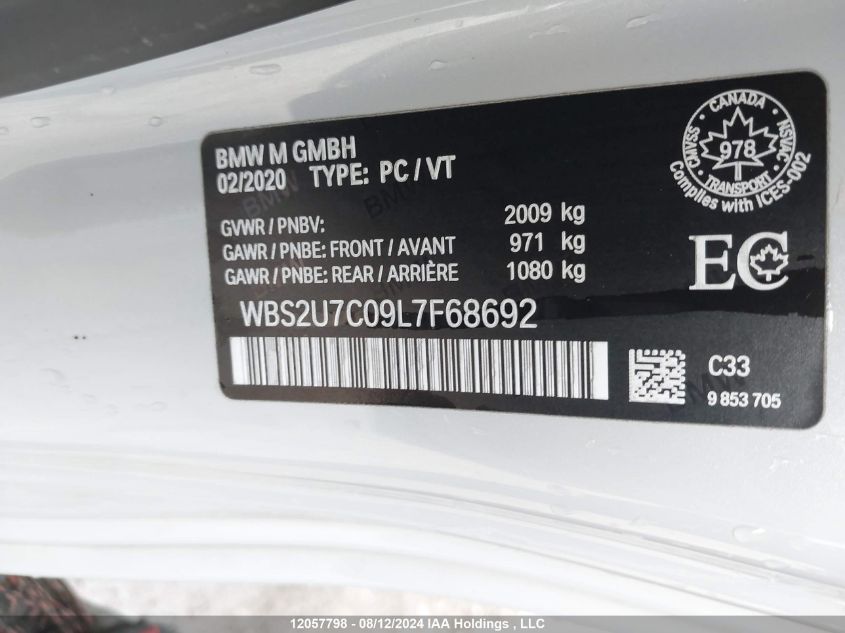 BMW M GMBH
02/2020 TYPE: PC / VT
GVWR / PNBV: 2009 kg
GAWR / PNBE: FRONT / AVANT 971 kg
GAWR / PNBE: REAR / ARRIÈRE 1080 kg
WBS2U7C09L7F68692
CANADA
CMVSS
978
NSVAC
TRANSPORT
Complies with ICES-002
EC
C33
9 853 705
12057798 - 08/12/2024 IAA Holdings , LLC